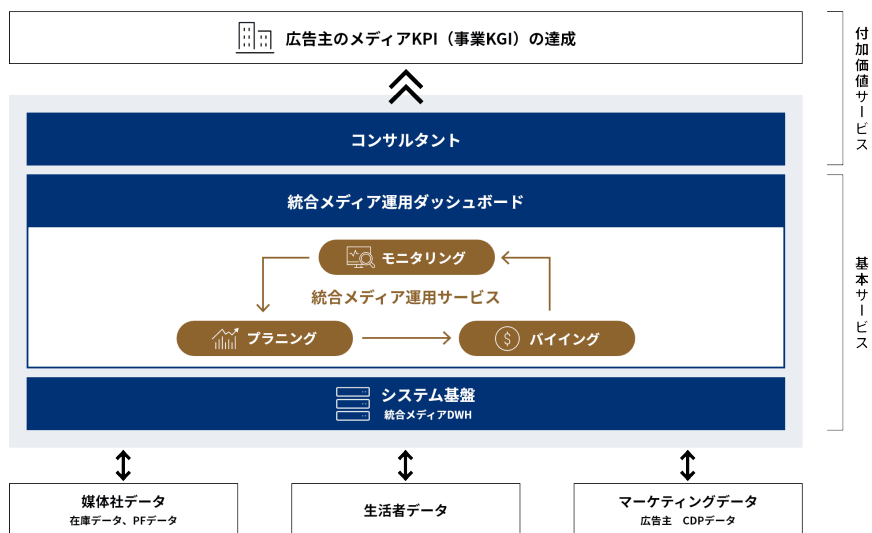 広告主のメディアKPI（事業KGI）の達成
付加価値サービス
コンサルタント
統合メディア運用ダッシュボード
モニタリング
統合メディア運用サービス
プラニング
バイイング
基本サービス
システム基盤
統合メディアDWH
媒体社データ
在庫データ、PFデータ
生活者データ
マーケティングデータ
広告主　CDPデータ